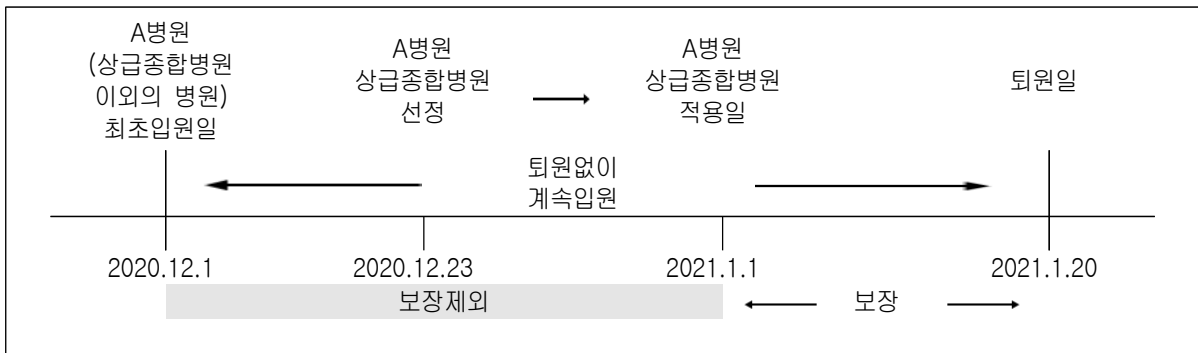 A병원
(상급종합병원
이외의 병원)
최초입원일
A병원
상급종합병원
선정
A병원
상급종합병원
적용일
퇴원일
퇴원없이
계속입원
2020.12.1
2020.12.23
2021.1.1
2021.1.20
보장제외
보장